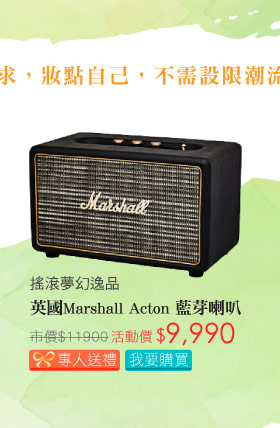 求，妝點自己，不需設限潮流
Marshall
搖滾夢幻逸品
英國Marshall Acton 藍芽喇叭
市價$11900 活動價 $9,990
專人送禮 我要購買